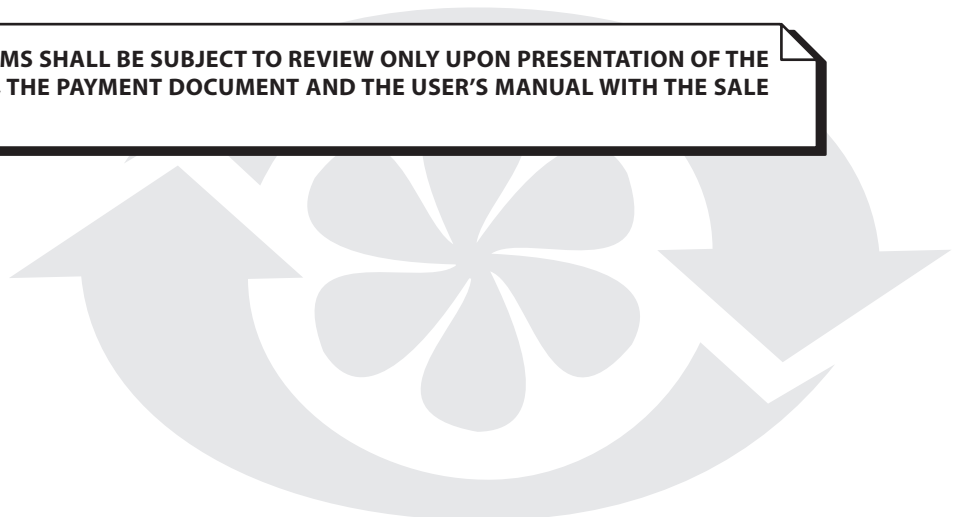 MS SHALL BE SUBJECT TO REVIEW ONLY UPON PRESENTATION OF THE
THE PAYMENT DOCUMENT AND THE USER’S MANUAL WITH THE SALE